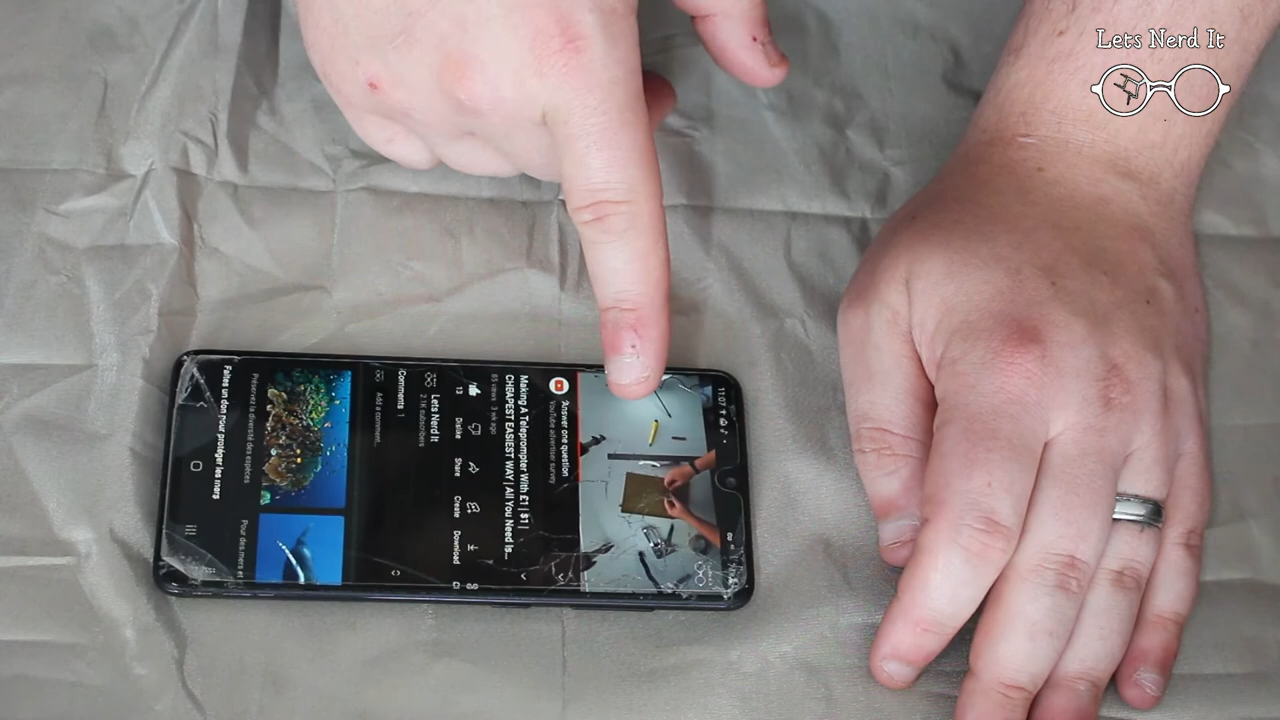 Lets Nerd It
11:07
Answer one question
YouTube advertiser survey
Making A Teleprompter With £1 | $1 |
CHEAPEST EASIEST WAY | All You Need Is...
85 views 3 wk ago
13
Dislike
Share
Create
Download
Lets Nerd It
2.1K subscribers
Comments 1
Add a comment...
Préservez la diversité des espèces
Pour des mers et
Faites un don pour protéger les mers